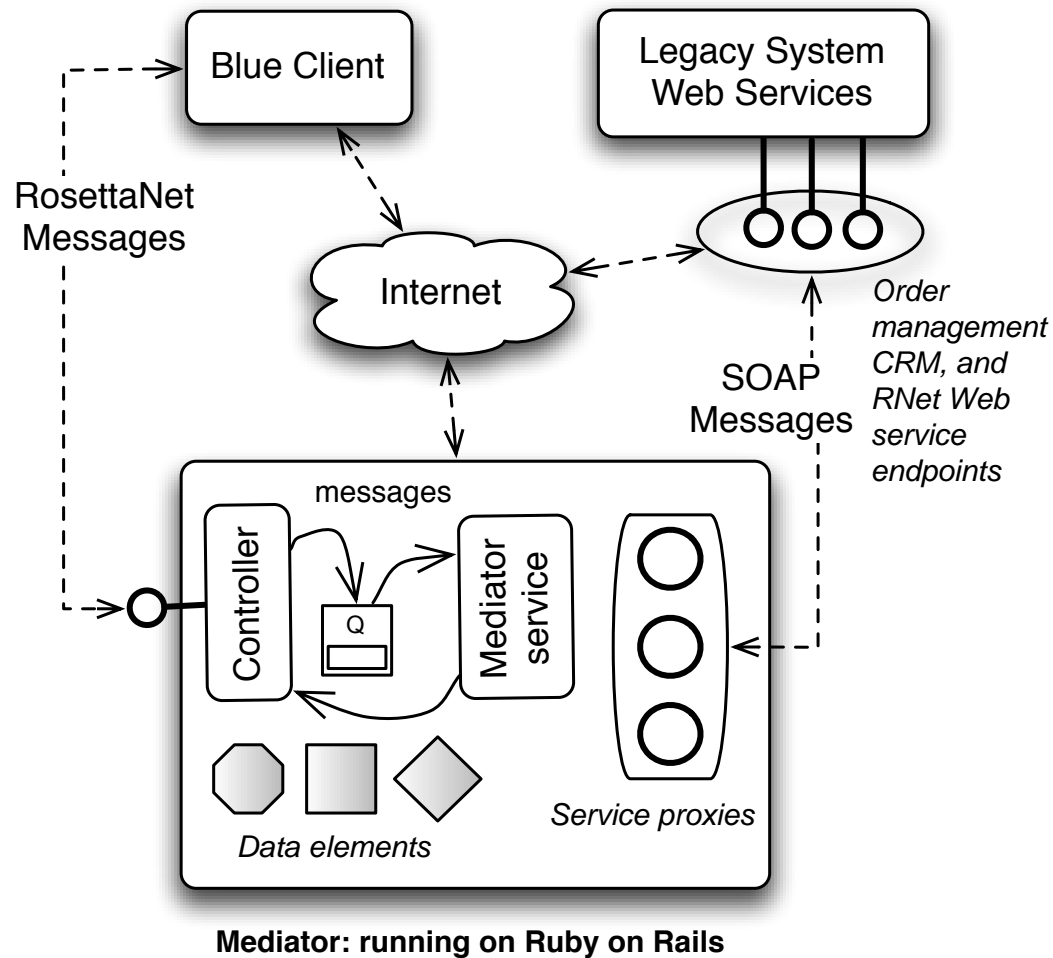 Blue Client
Legacy System
Web Services
RosettaNet
Messages
Internet
Order
management
CRM, and
RNet Web
service
endpoints
SOAP
Messages
messages
Controller
Q
Mediator
service
Service proxies
Data elements
Mediator: running on Ruby on Rails